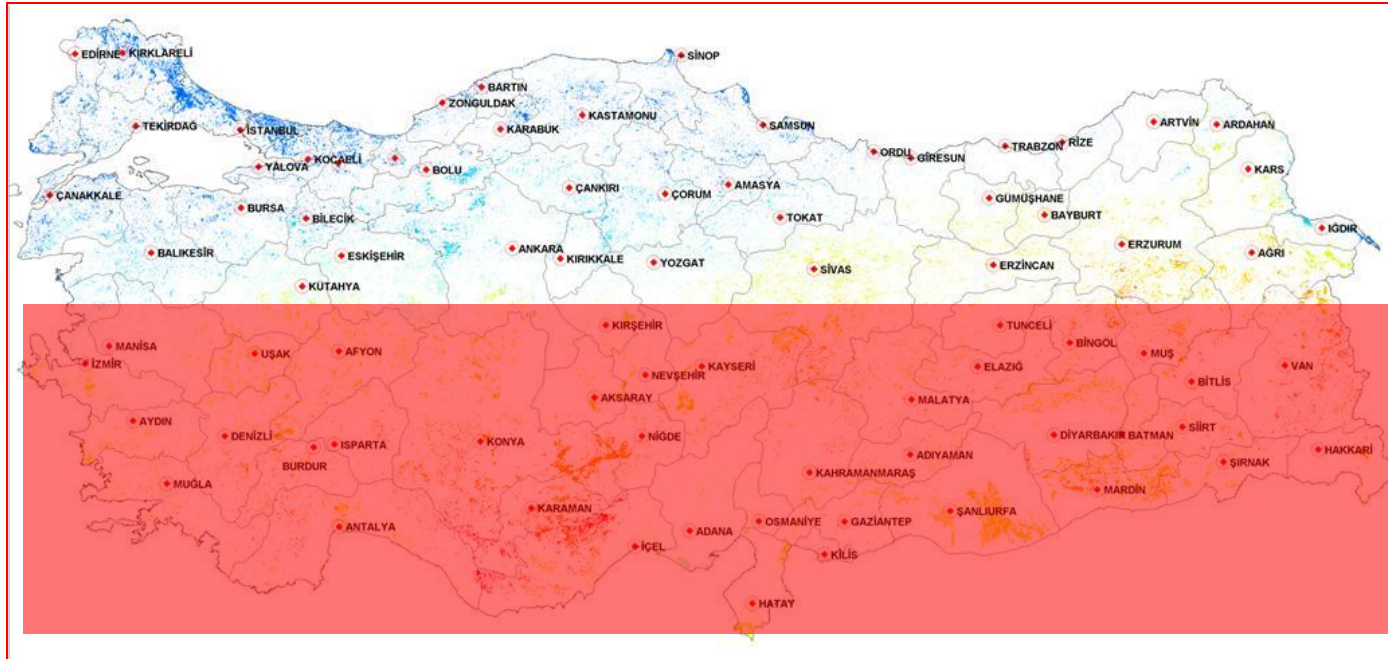 SİNOP
EDİRNE
KIRKLARELİ
BARTIN
ZONGULDAK
KASTAMONU
ARTVİN
ARDAHAN
TEKİRDAĞ
İSTANBUL
KARABÜK
SAMSUN
RİZE
TRABZON
ORDU
GİRESUN
KOCAELİ
YALOVA
BOLU
KARS
ÇANAKKALE
ÇANKIRI
ÇORUM
AMASYA
GÜMÜŞHANE
BURSA
BİLECİK
TOKAT
BAYBURT
IĞDIR
BALIKESİR
ESKİŞEHİR
ANKARA
KIRIKKALE
YOZGAT
SİVAS
ERZİNCAN
ERZURUM
AĞRI
KÜTAHYA
KIRŞEHİR
TUNCELİ
MANİSA
UŞAK
AFYON
BİNGÖL
MUŞ
İZMİR
NEVŞEHİR
KAYSERİ
ELAZIĞ
VAN
BİTLİS
AKSARAY
MALATYA
AYDIN
DENİZLİ
ISPARTA
KONYA
NİĞDE
DİYARBAKIR
BATMAN
SİİRT
BURDUR
ADIYAMAN
HAKKARİ
KAHRAMANMARAŞ
ŞIRNAK
MUĞLA
MARDİN
KARAMAN
ŞANLIURFA
ANTALYA
ADANA
OSMANİYE
GAZİANTEP
İÇEL
KİLİS
HATAY